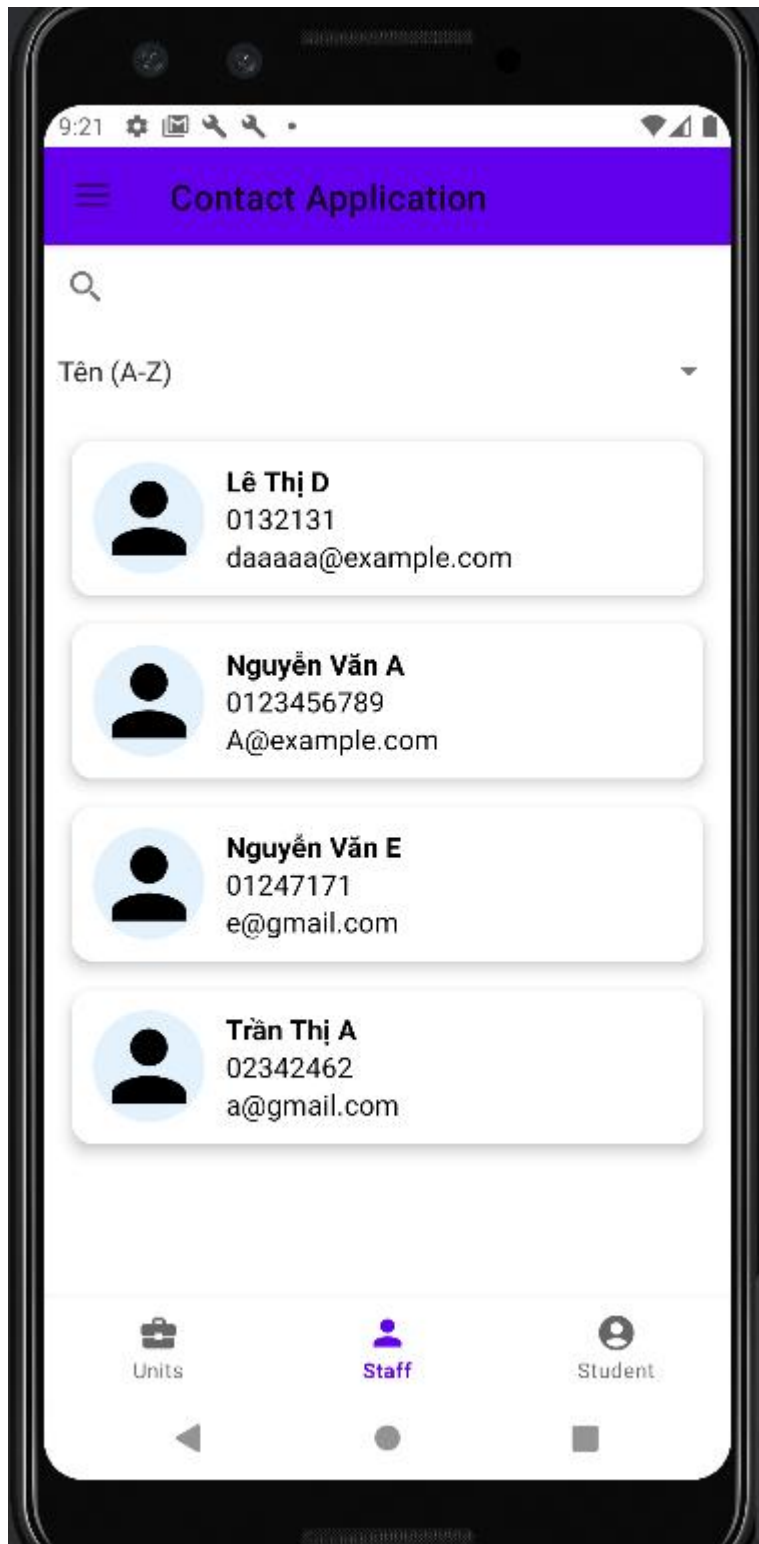 9:21
Contact Application
Tên (A-Z)
Lê Thị D
0132131
daaaaa@example.com
Nguyễn Văn A
0123456789
A@example.com
Nguyễn Văn E
01247171
e@gmail.com
Trần Thị A
02342462
a@gmail.com
Units
Staff
Student